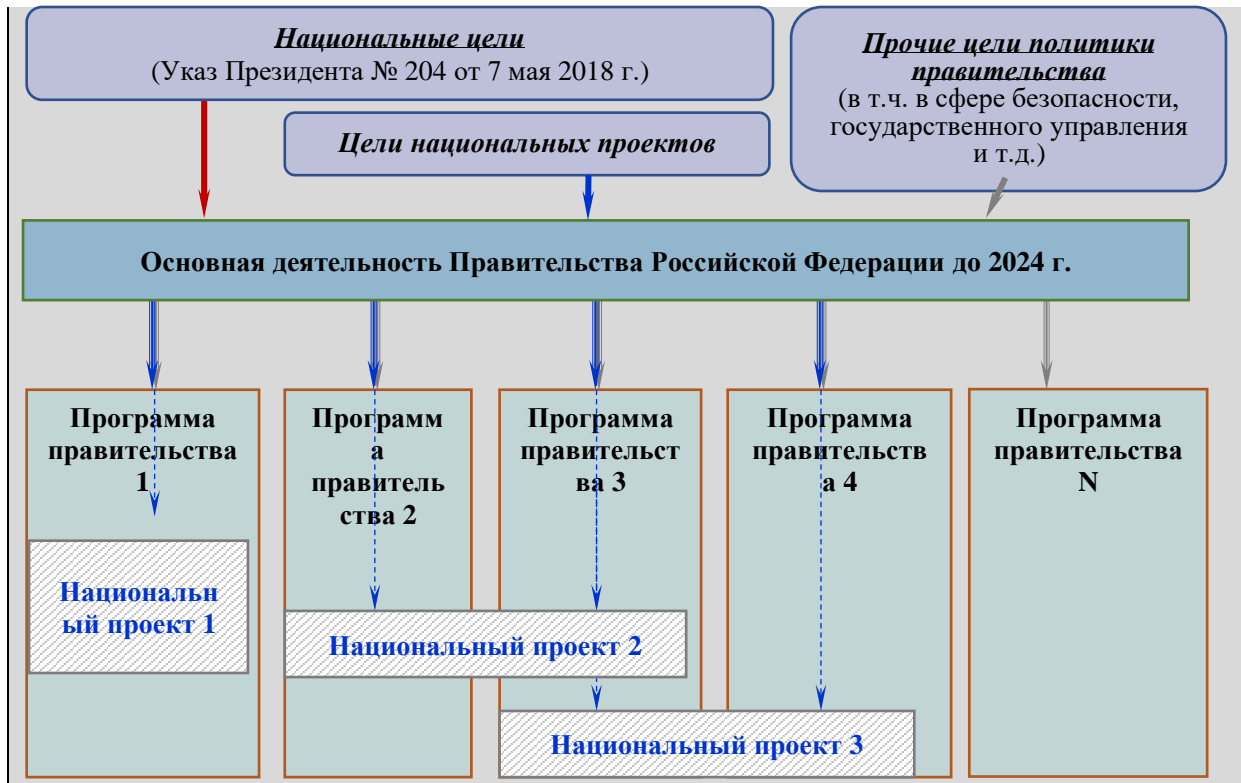 Национальные цели
(Указ Президента № 204 от 7 мая 2018 г.)
Прочие цели политики
правительства
(в т.ч. в сфере безопасности,
государственного управления
и т.д.)
Цели национальных проектов
Основная деятельность Правительства Российской Федерации до 2024 г.
Программа
правительства
1
Программ
а
правитель
ства 2
Программа
правительст
ва 3
Программа
правительств
а 4
Программа
правительства
N
Национальн
ый проект 1
Национальный проект 2
Национальный проект 3